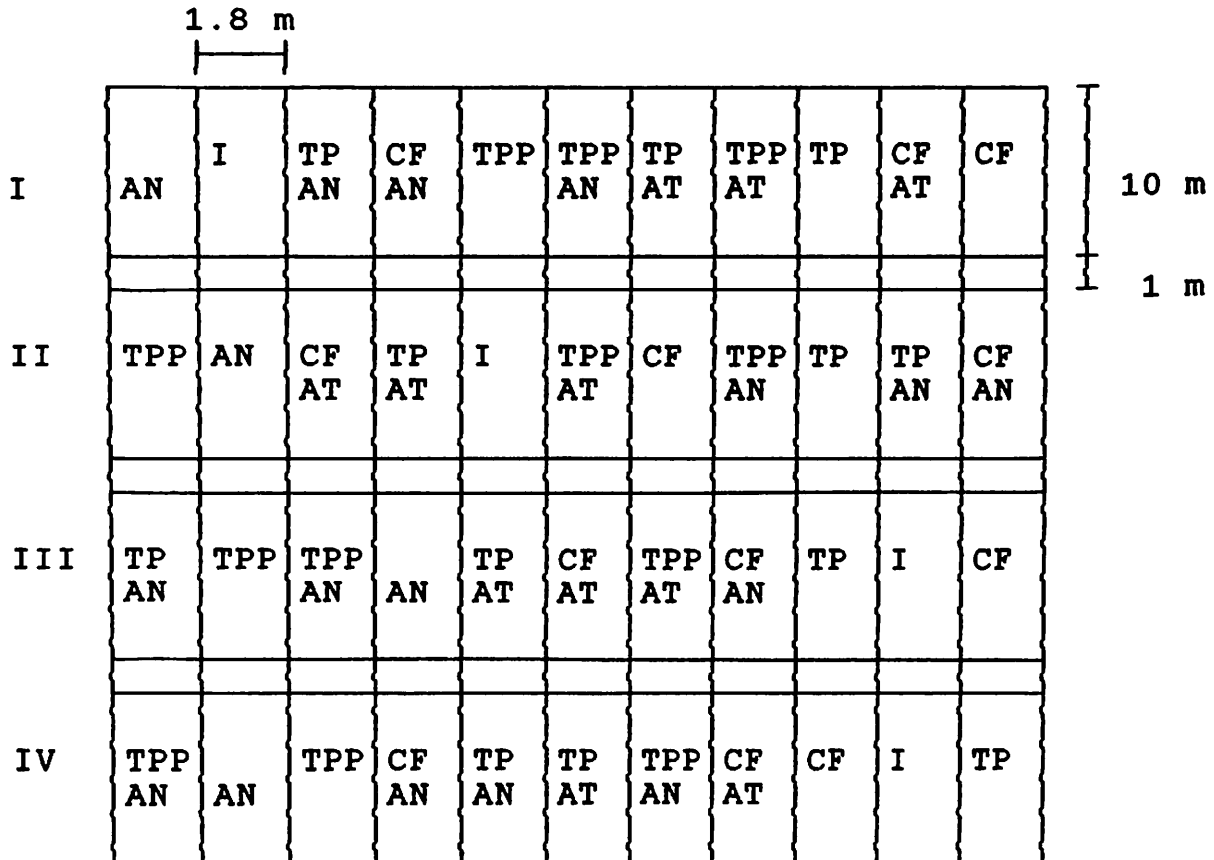 1.8 m
I TP CF TPP TPP TP TPP TP CF CF
I AN AN AN AN AT AT AT 10 m
1 m
II TPP AN CF TP I TPP CF TPP TP TP CF
AT AT AT AN AN AN
III TP TPP TPP TP CF TPP CF TP I CF
AN AN AN AT AT AT AN
IV TPP TPP CF TP TP TPP CF CF I TP
AN AN AN AN AT AN AT